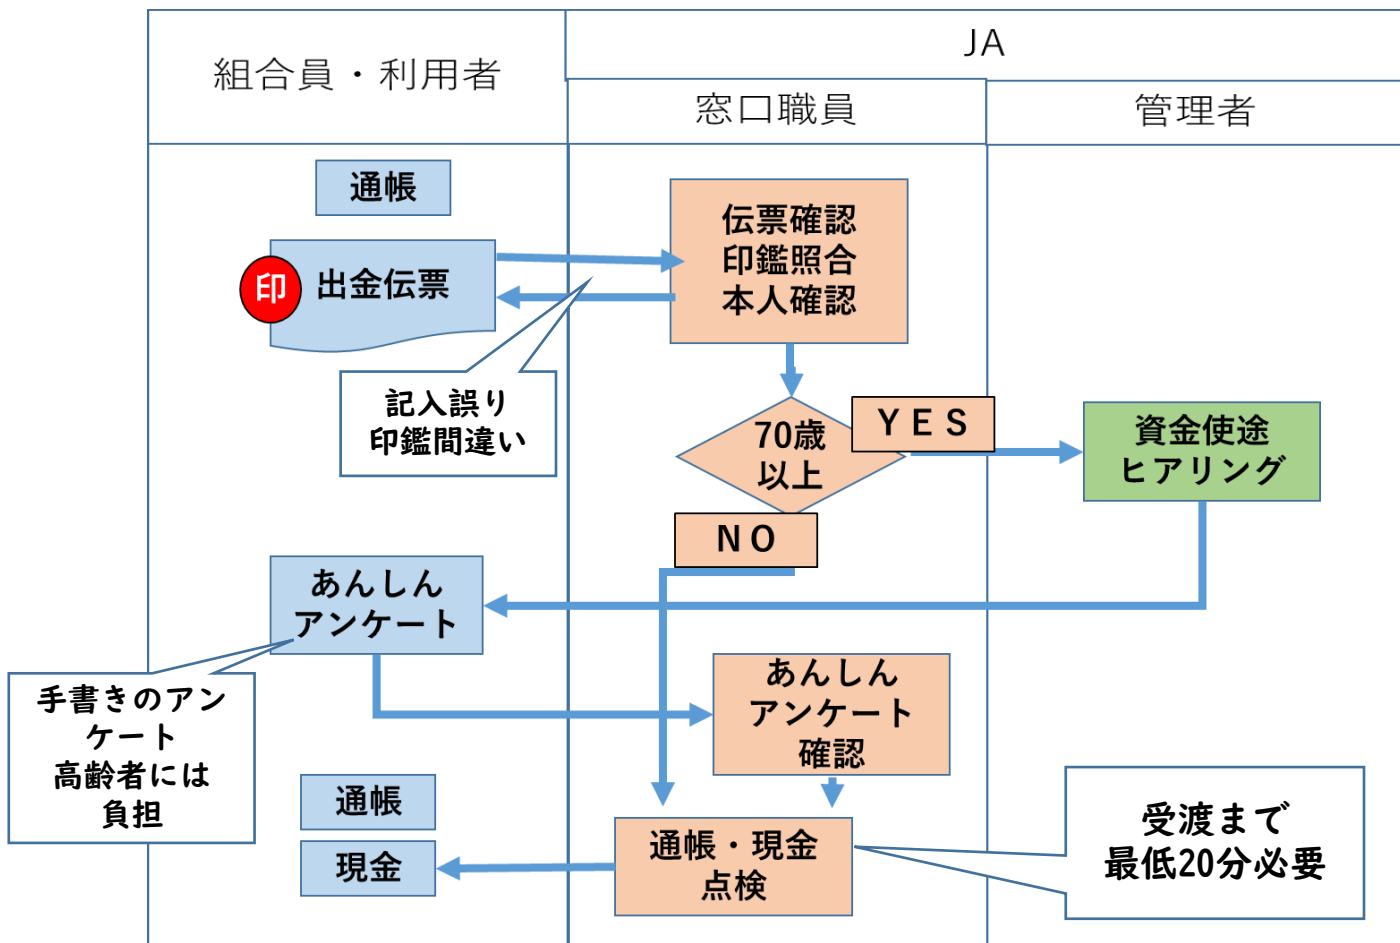 組合員・利用者
JA
窓口職員
管理者
通帳
印
出金伝票
伝票確認
印鑑照合
本人確認
記入誤り
印鑑間違い
70歳
以上
ＹＥＳ
資金使途
ヒアリング
ＮＯ
あんしん
アンケート
手書きのアン
ケート
高齢者には
負担
あんしん
アンケート
確認
通帳
現金
通帳・現金
点検
受渡まで
最低20分必要